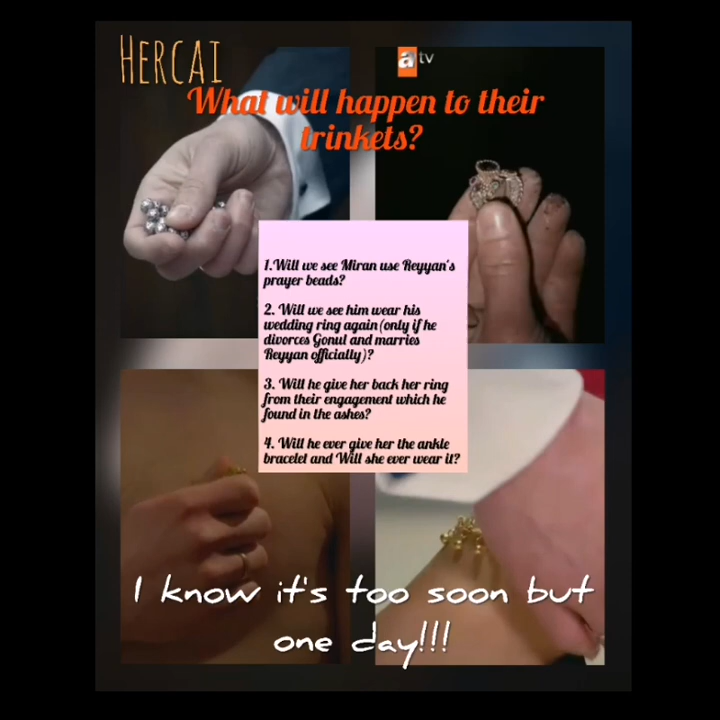 HERCAI
atv
What will happen to their
trinkets?
1.Will we see Miran use Reyyan's
prayer beads?
2. Will we see him wear his
wedding ring again(only if he
divorces Gonul and marries
Reyyan officially)?
3. Will he give her back her ring
from their engagement which he
found in the ashes?
4. Will he ever give her the ankle
bracelet and Will she ever wear it?
I know it's too soon but
one day!!!